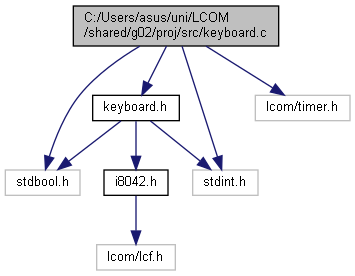 C:/Users/asus/uni/LCOM
/shared/g02/proj/src/keyboard.c
keyboard.h
lcom/timer.h
stdbool.h
i8042.h
stdint.h
lcom/lcf.h